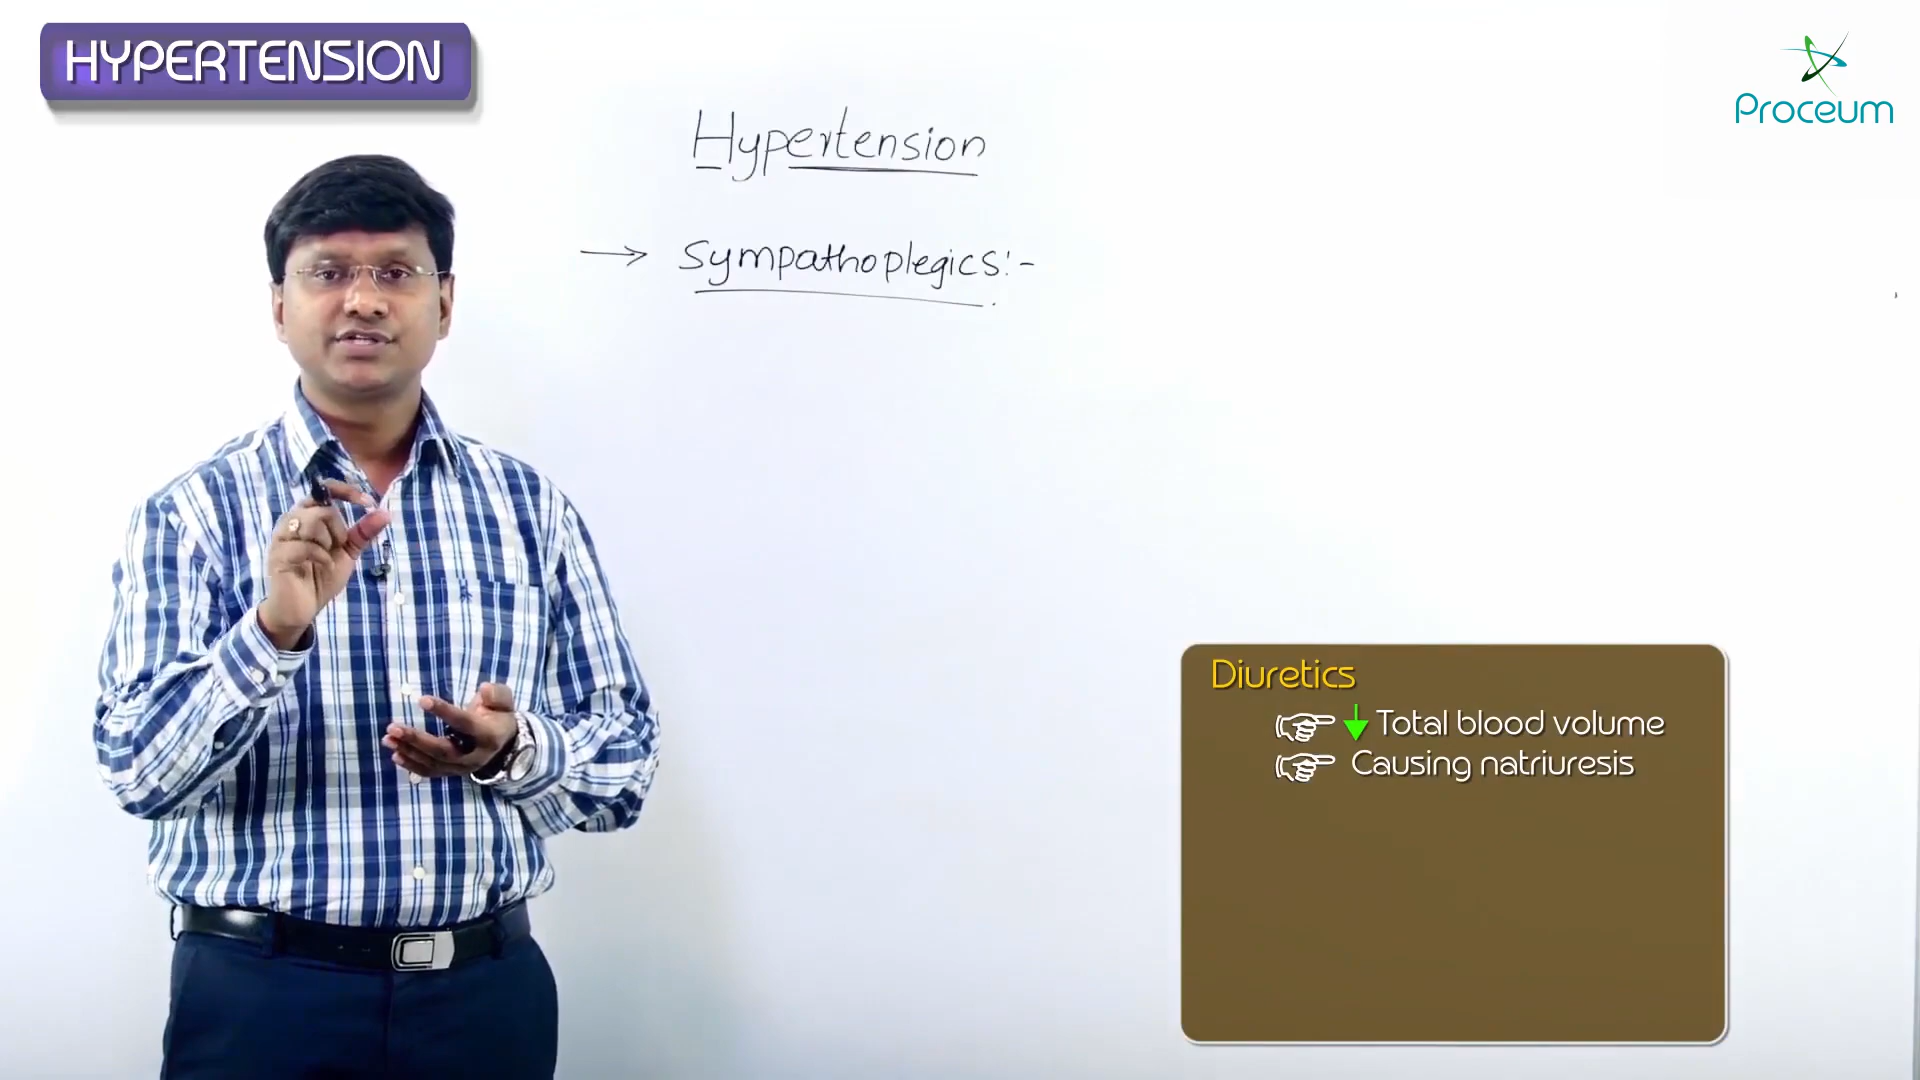 HYPERTENSION
Proceum
Hypertension
→ Sympathoplegics:-
Diuretics
↓ Total blood volume
Causing natriuresis